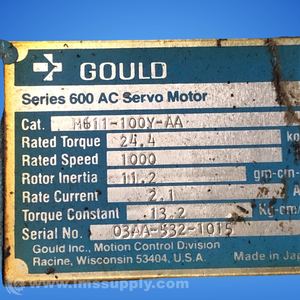 GOULD
Series 600 AC Servo Motor
Cat. M611-100Y-AA
Rated Torque 24.4
Rated Speed 1000
Rotor Inertia 11.2 gm-cm-
Rate Current 2.1
Torque Constant 13.2 Kg-cm/
Serial No. 03AA-532-1015
Gould Inc., Motion Control Division
Racine, Wisconsin 53404, U.S.A. Made in Jap
www.imssupply.com